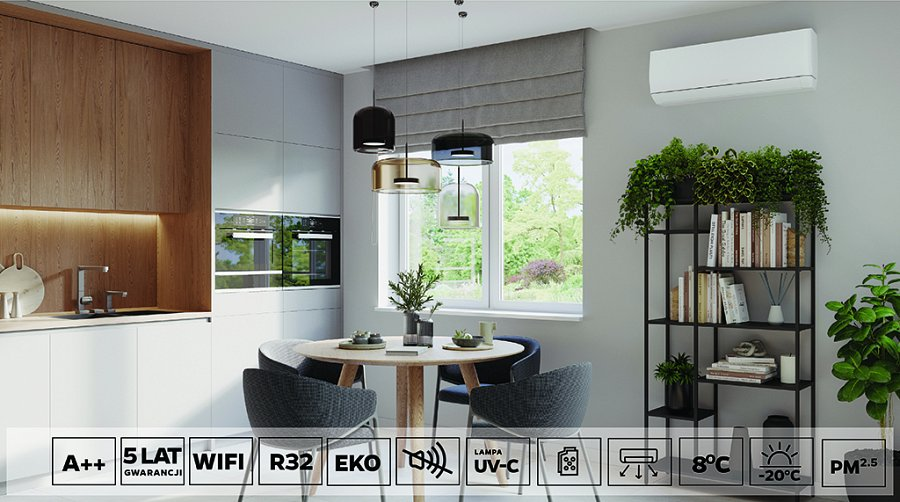 A++
5 LAT
GWARANCJI
WIFI
R32
EKO
LAMPA
UV-C
8°C
-20°C
PM2.5